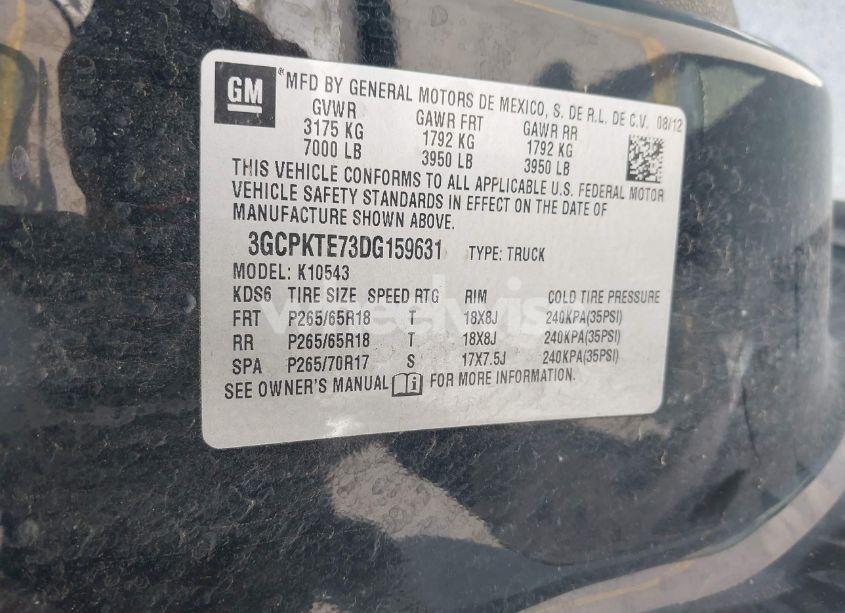 GM
MFD BY GENERAL MOTORS DE MEXICO, S. DE R.L. DE C.V. 08/12
GVWR GAWR FRT GAWR RR
3175 KG 1792 KG 1792 KG
7000 LB 3950 LB 3950 LB
THIS VEHICLE CONFORMS TO ALL APPLICABLE U.S. FEDERAL MOTOR
VEHICLE SAFETY STANDARDS IN EFFECT ON THE DATE OF
MANUFACTURE SHOWN ABOVE.
3GCPKTE73DG159631 TYPE: TRUCK
MODEL: K10543
KDS6 TIRE SIZE SPEED RTG RIM COLD TIRE PRESSURE
FRT P265/65R18 T 18X8J 240KPA(35PSI)
RR P265/65R18 T 18X8J 240KPA(35PSI)
SPA P265/70R17 S 17X7.5J 240KPA(35PSI)
SEE OWNER'S MANUAL FOR MORE INFORMATION.